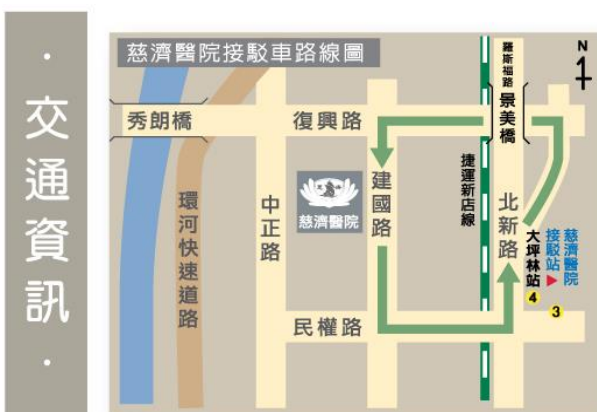 ·交通資訊·
慈濟醫院接駁車路線圖
N
1
羅斯福路
景美橋
秀朗橋
復興路
捷運新店線
建國路
慈濟醫院
中正路
環河快速道路
北新路
大坪林站
4
接駁站
慈濟醫院
3
民權路